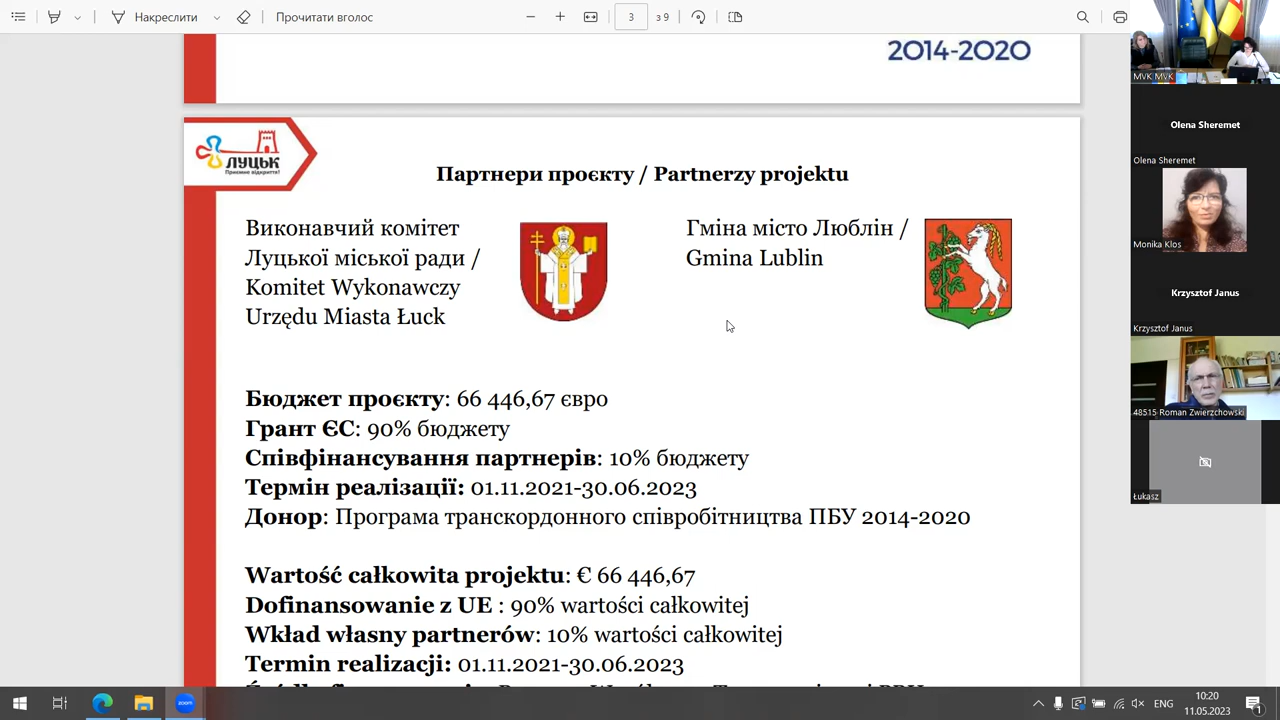 Накреслити
Прочитати вголос
3
з 9
2014-2020
ЛУЦЬК
Приємне відкриття!
Партнери проєкту / Partnerzy projektu
Виконавчий комітет
Луцької міської ради /
Komitet Wykonawczy
Urzędu Miasta Łuck
Гміна місто Люблін /
Gmina Lublin
Бюджет проєкту: 66 446,67 євро
Грант ЄС: 90% бюджету
Співфінансування партнерів: 10% бюджету
Термін реалізації: 01.11.2021-30.06.2023
Донор: Програма транскордонного співробітництва ПБУ 2014-2020
Wartość całkowita projektu: € 66 446,67
Dofinansowanie z UE : 90% wartości całkowitej
Wkład własny partnerów: 10% wartości całkowitej
Termin realizacji: 01.11.2021-30.06.2023
MVK MVK
Olena Sheremet
Olena Sheremet
Monika Klos
Krzysztof Janus
Krzysztof Janus
48515 Roman Zwierzchowski
Łukasz
zoom
ENG
10:20
11.05.2023
1